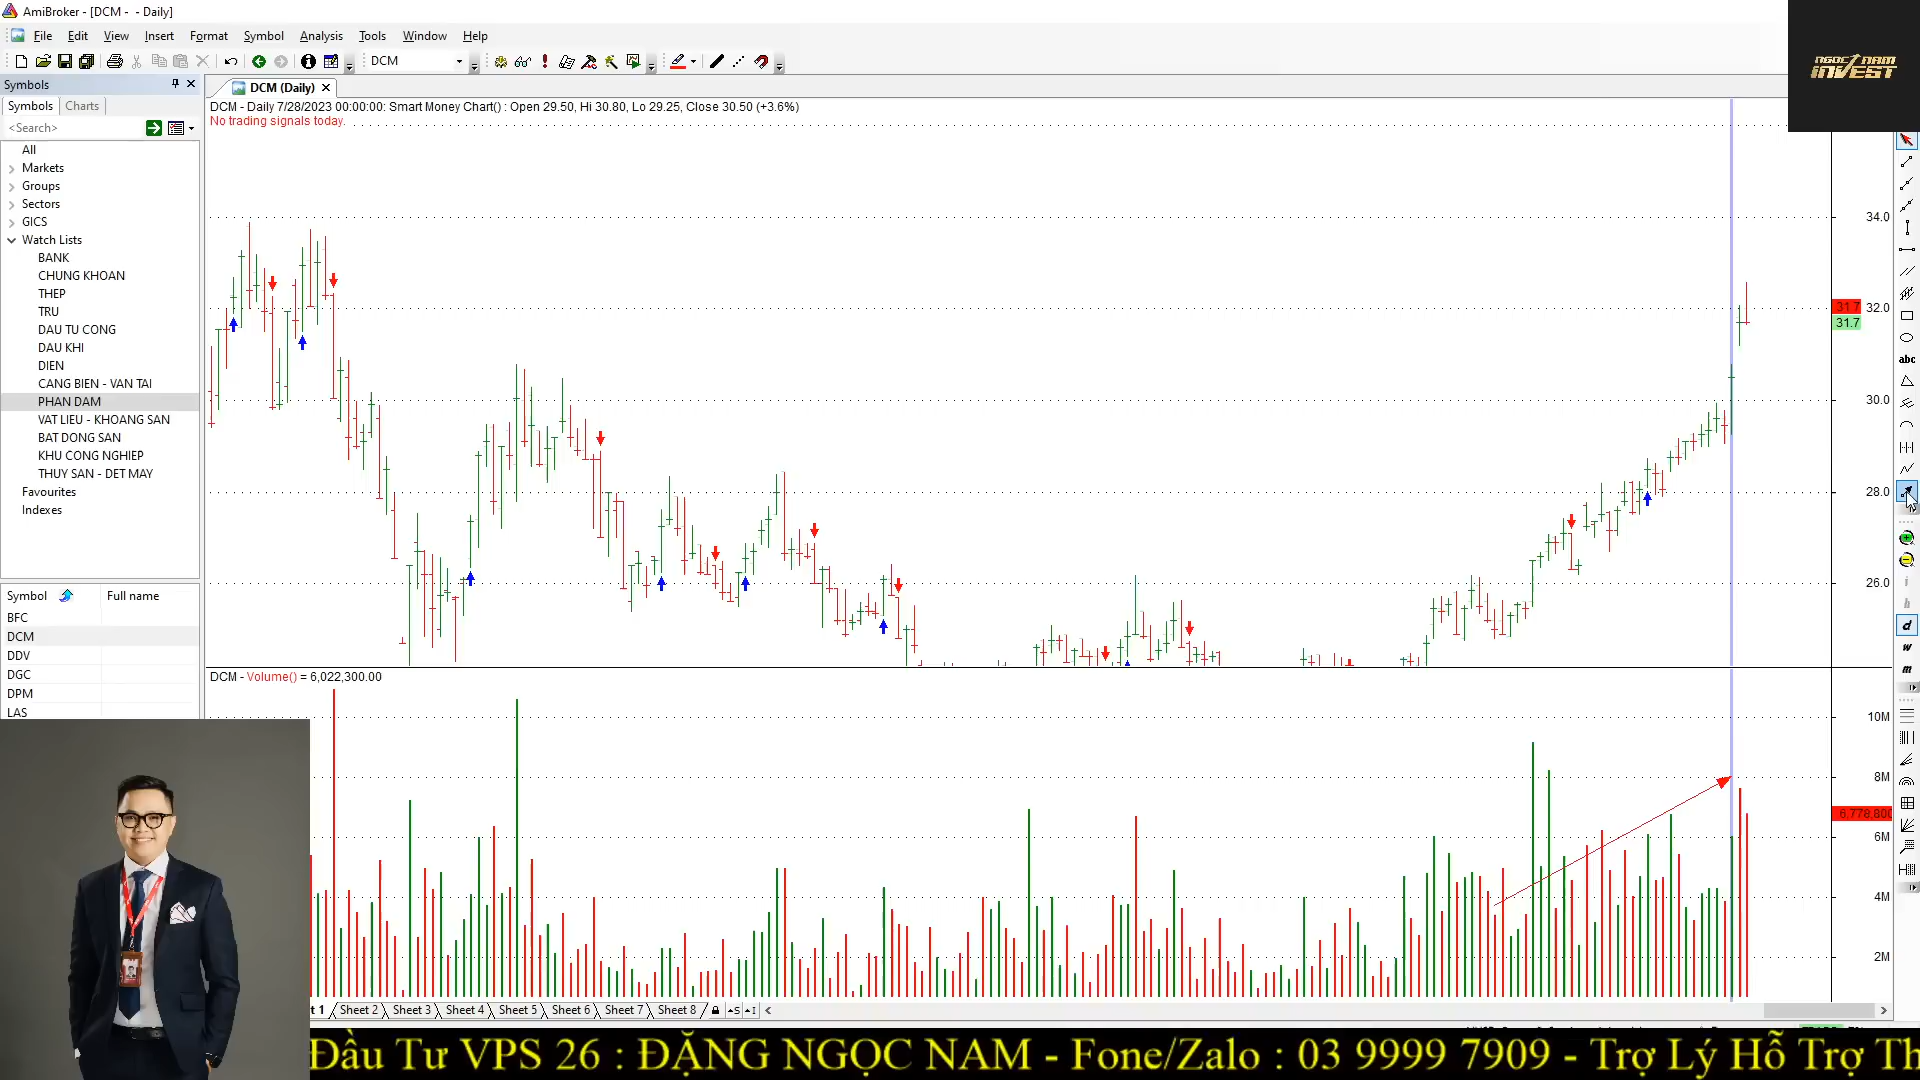 AmiBroker - [DCM - - Daily]
NGOC NAM
INVEST
File Edit View Insert Format Symbol Analysis Tools Window Help
DCM
Symbols
DCM (Daily)
Symbols Charts
<Search>
DCM - Daily 7/28/2023 00:00:00: Smart Money Chart() : Open 29.50, Hi 30.80, Lo 29.25, Close 30.50 (+3.6%)
No trading signals today.
All
Markets
Groups
Sectors
GICS
Watch Lists
BANK
CHUNG KHOAN
THEP
TRU
DAU TU CONG
DAU KHI
DIEN
CANG BIEN - VAN TAI
PHAN DAM
VAT LIEU - KHOANG SAN
BAT DONG SAN
KHU CONG NGHIEP
THUY SAN - DET MAY
Favourites
Indexes
34.0
32.0
31.7
31.7
30.0
28.0
26.0
abc
i
h
d
w
m
Symbol Full name
BFC
DCM
DDV
DGC
DPM
LAS
DCM - Volume() = 6,022,300.00
10M
8M
6,778,800
6M
4M
2M
t 1 Sheet 2 Sheet 3 Sheet 4 Sheet 5 Sheet 6 Sheet 7 Sheet 8
Đầu Tư VPS 26 : ĐẶNG NGỌC NAM - Fone/Zalo : 03 9999 7909 - Trợ Lý Hỗ Trợ Th